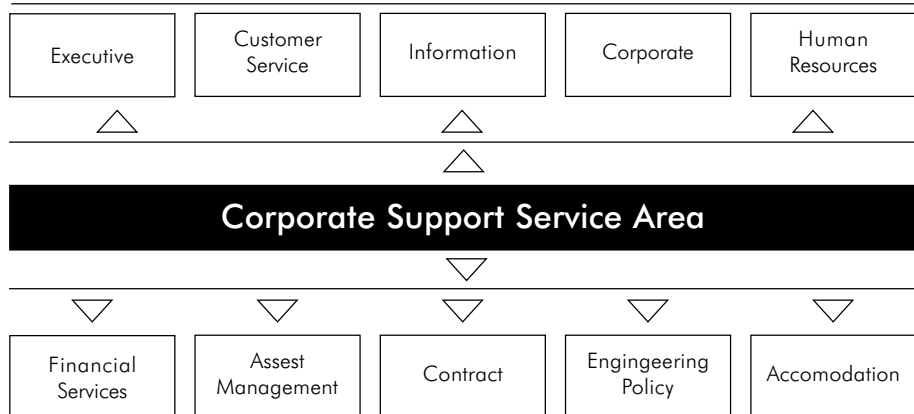 Executive
Customer
Service
Information
Corporate
Human
Resources
Corporate Support Service Area
Financial
Services
Assest
Management
Contract
Engingeering
Policy
Accomodation